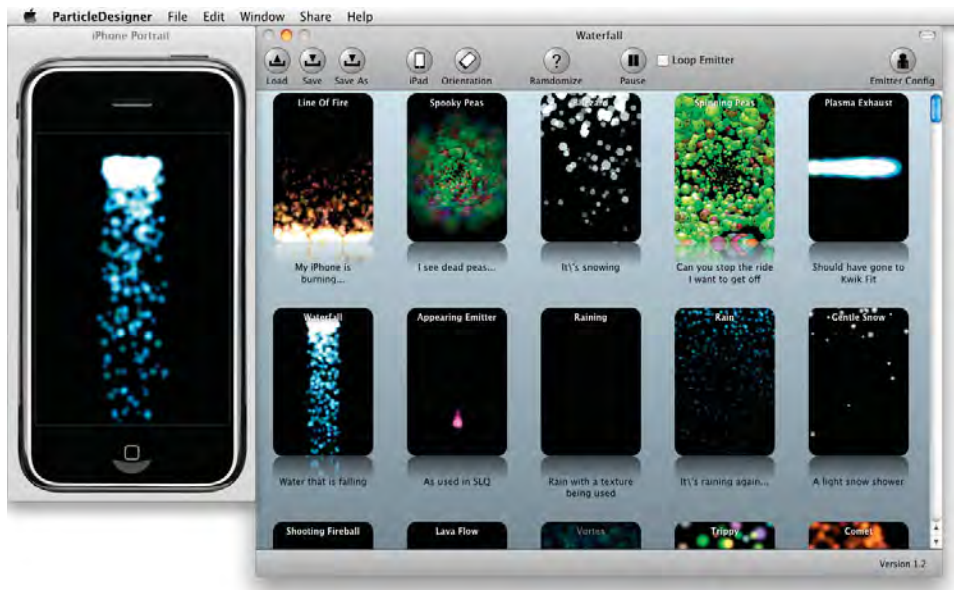 ParticleDesigner File Edit Window Share Help
iPhone Portrait
Waterfall
Load Save Save As iPad Orientation Ramdomize Pause Loop Emitter Emitter Config
Line Of Fire Spooky Peas Blizzard Spinning Peas Plasma Exhaust
My iPhone is burning... I see dead peas... It\'s snowing Can you stop the ride I want to get off Should have gone to Kwik Fit
Waterfall Appearing Emitter Raining Rain Gentle Snow
Water that is falling As used in SLQ Rain with a texture being used It\'s raining again... A light snow shower
Shooting Fireball Lava Flow Vortex Trippy Comet
Version 1.2